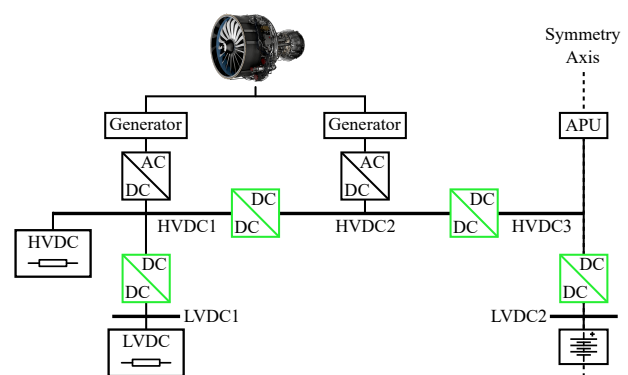 Symmetry
Axis
Generator
Generator
APU
AC
DC
AC
DC
DC
DC
DC
DC
HVDC1
HVDC2
HVDC3
HVDC
DC
DC
DC
DC
LVDC1
LVDC2
LVDC
+